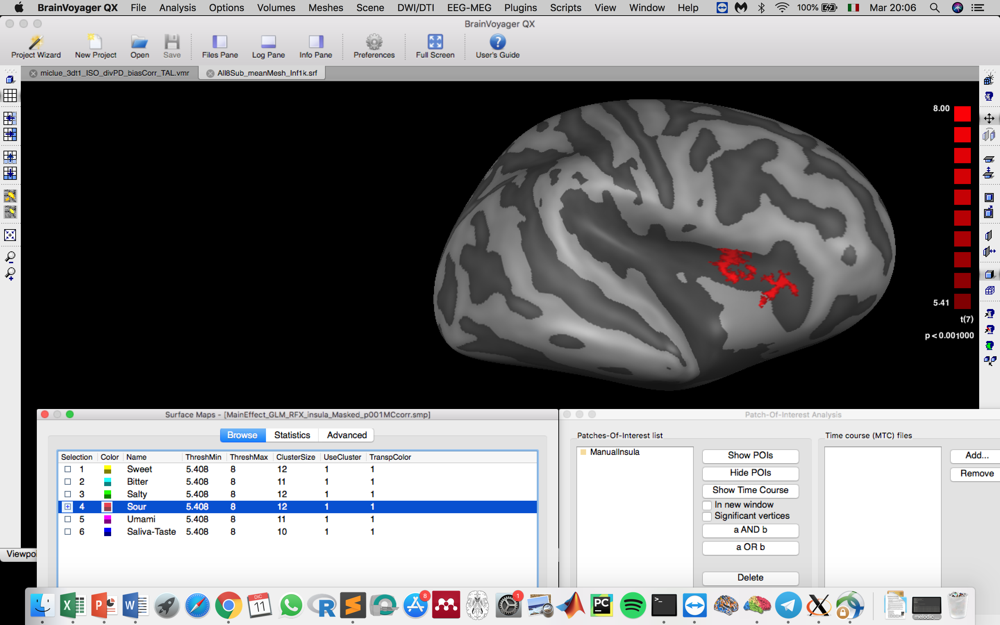 BrainVoyager QX File Analysis Options Volumes Meshes Scene DWI/DTI EEG-MEG Plugins Scripts View Window Help 100% Mar 20:06
BrainVoyager QX
Project Wizard New Project Open Save Files Pane Log Pane Info Pane Preferences Full Screen User's Guide
miclue_3dt1_ISO_divPD_biasCorr_TAL.vmr All8Sub_meanMesh_Inf1k.srf
8.00
5.41
t(7)
p < 0.001000
Surface Maps - [MainEffect_GLM_RFX_insula_Masked_p001MCcorr.smp]
Browse Statistics Advanced
Selection Color Name ThreshMin ThreshMax ClusterSize UseCluster TranspColor
1 Sweet 5.408 8 12 1 1
2 Bitter 5.408 8 11 1 1
3 Salty 5.408 8 12 1 1
4 Sour 5.408 8 12 1 1
5 Umami 5.408 8 11 1 1
6 Saliva-Taste 5.408 8 10 1 1
Patch-Of-Interest Analysis
Patches-Of-Interest list
ManualInsula
Show POIs
Hide POIs
Show Time Course
In new window
Significant vertices
a AND b
a OR b
Delete
Time course (MTC) files
Add...
Remove
Viewpoi
X P W DIC 11 R 8 1 PC >_ X DOCX melodic ...